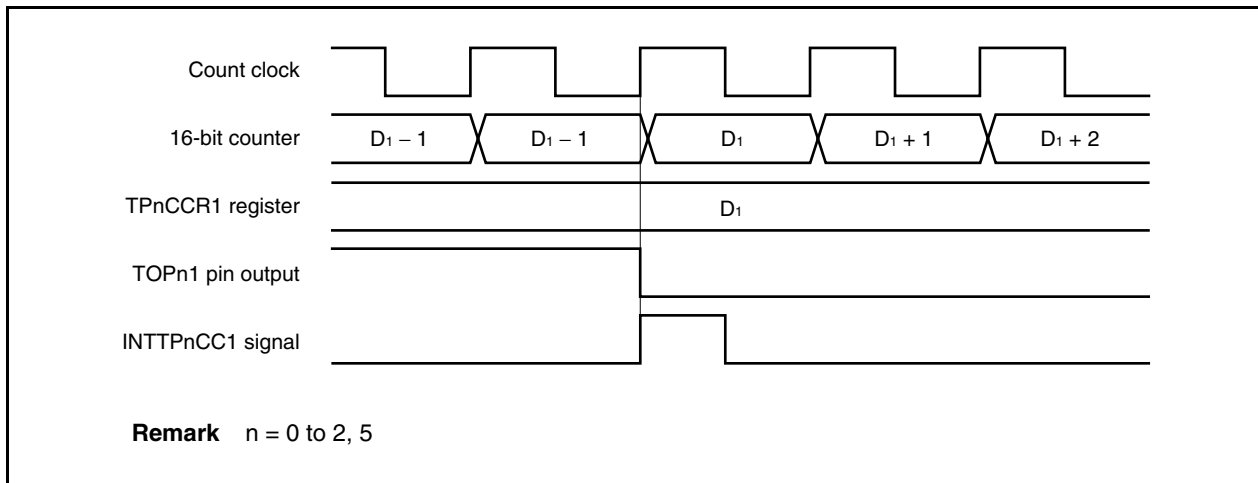 Count clock
16-bit counter
D₁ − 1
D₁ − 1
D₁
D₁ + 1
D₁ + 2
TPnCCR1 register
D₁
TOPn1 pin output
INTTPnCC1 signal
Remark n = 0 to 2, 5